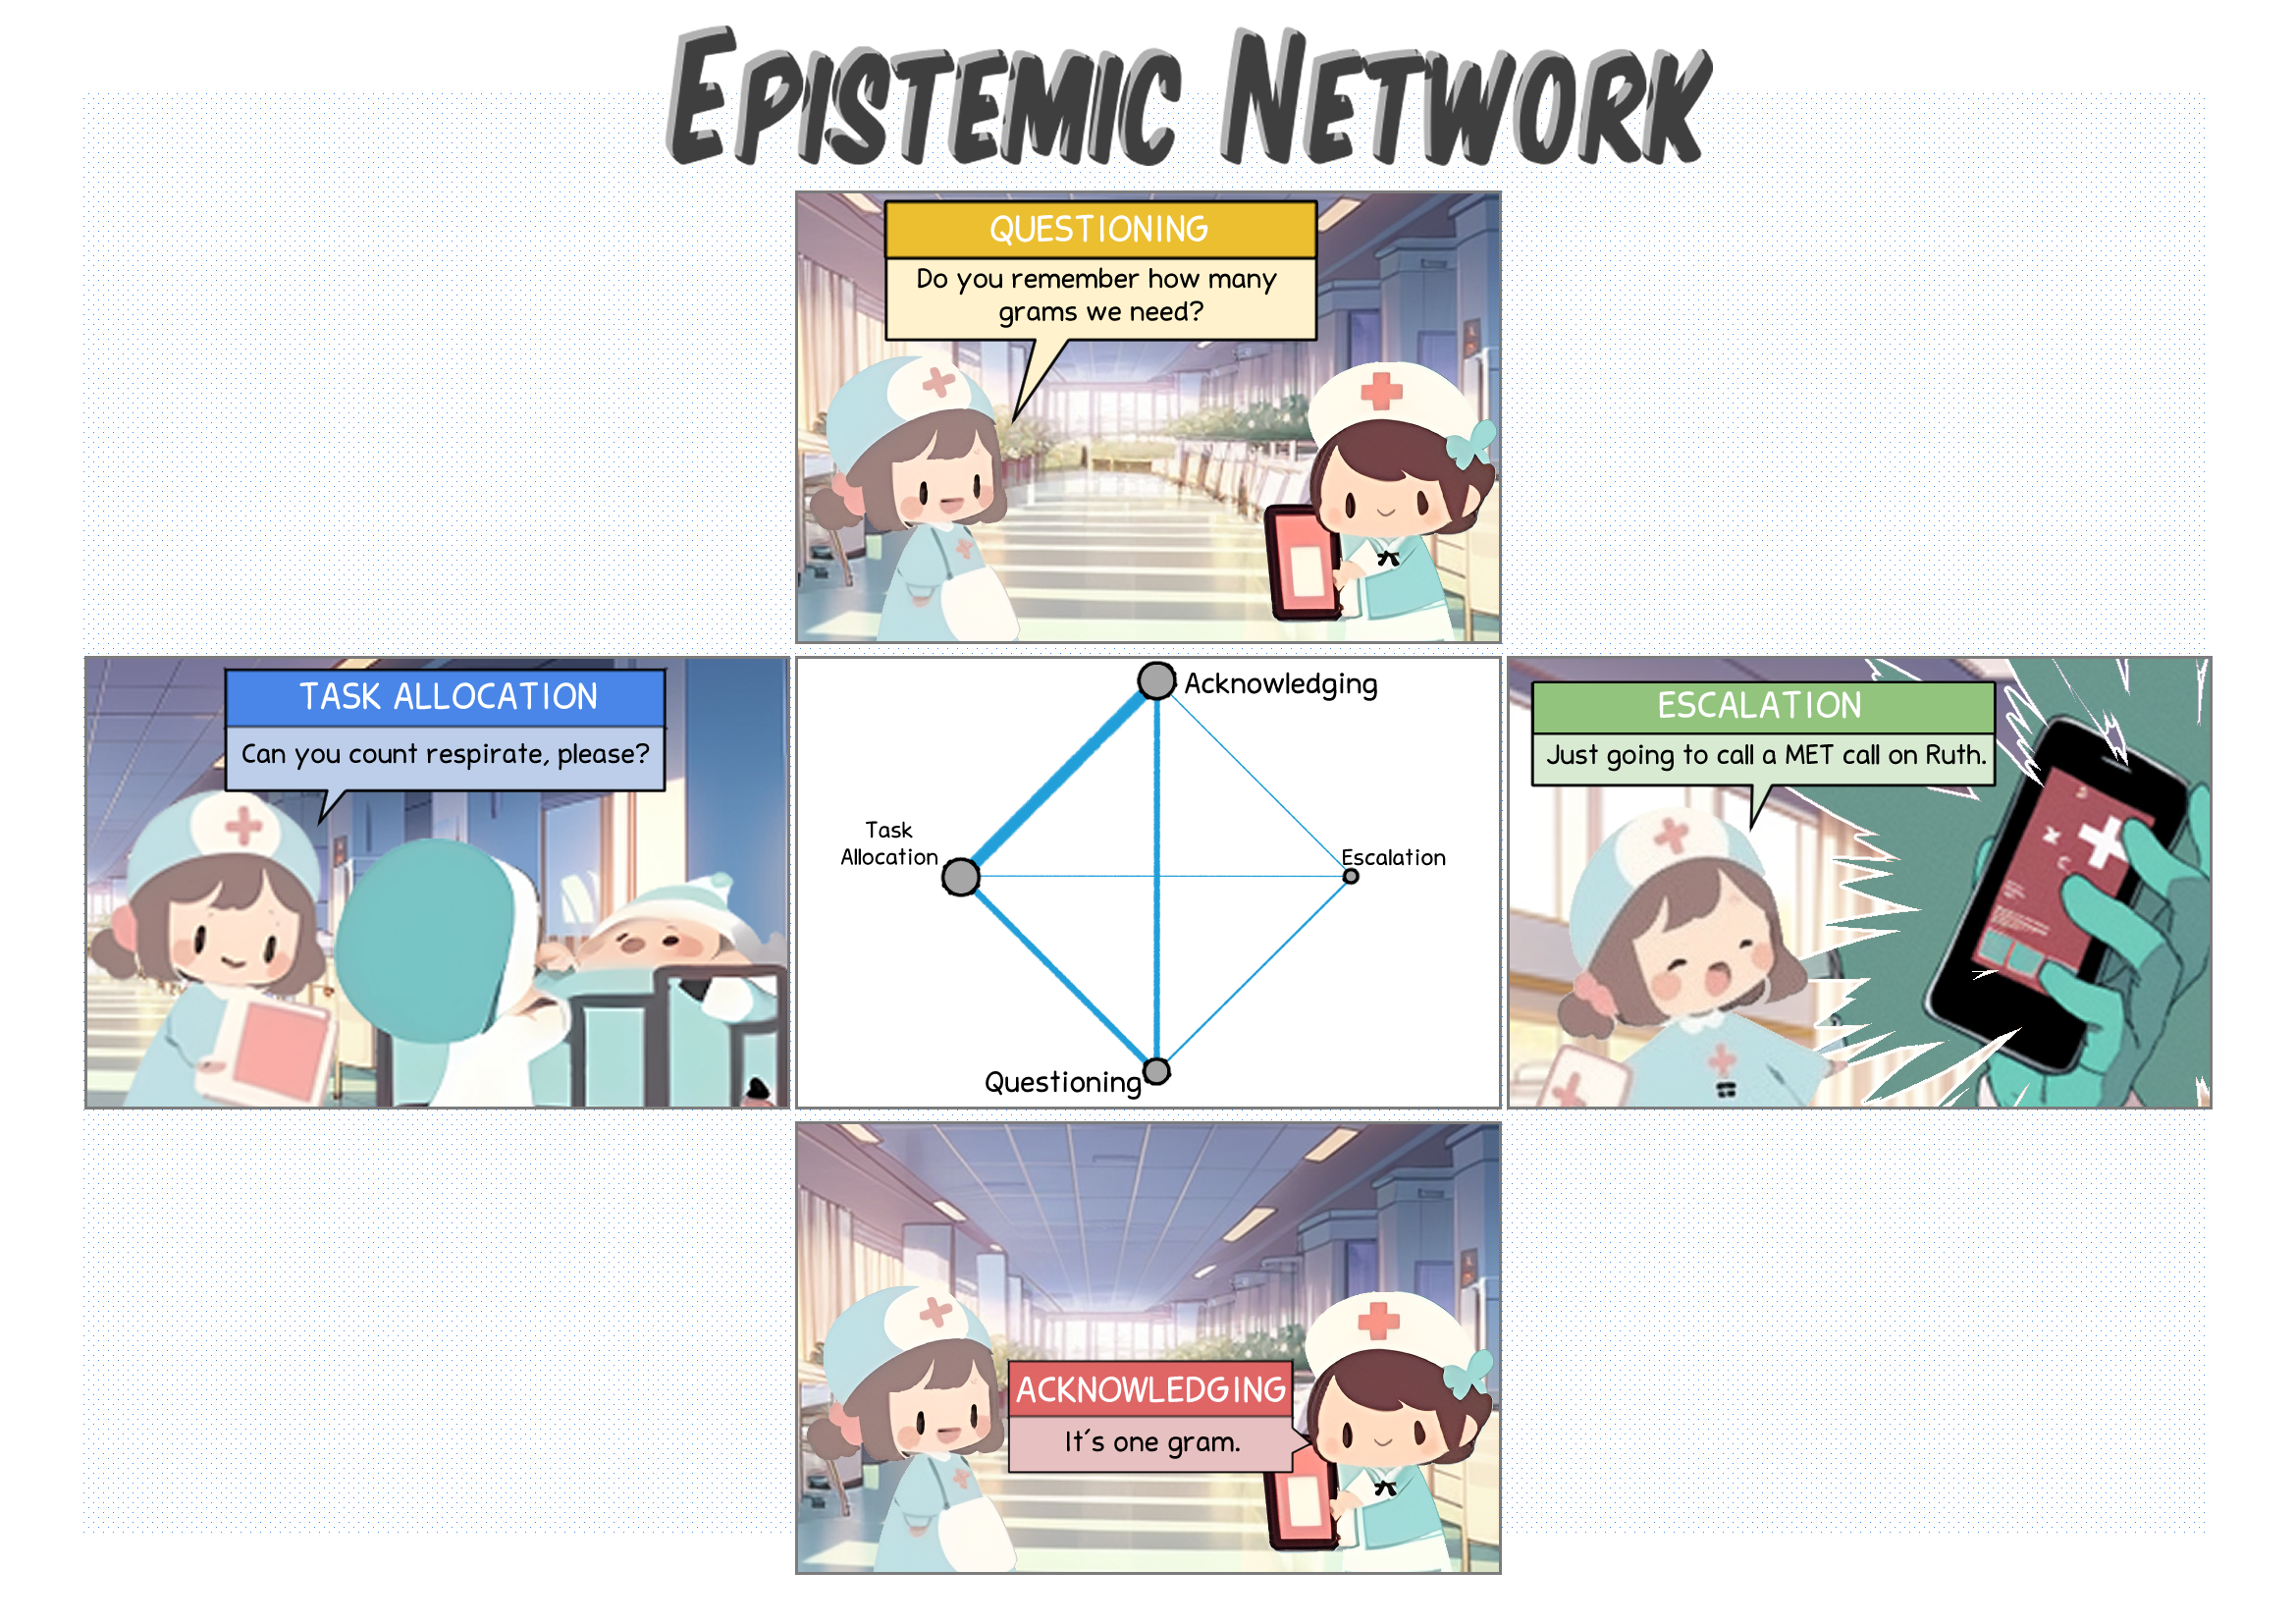 EPISTEMIC NETWORK
QUESTIONING
Do you remember how many
grams we need?
TASK ALLOCATION
Can you count respirate, please?
Acknowledging
Task
Allocation
Escalation
Questioning
ESCALATION
Just going to call a MET call on Ruth.
ACKNOWLEDGING
It's one gram.